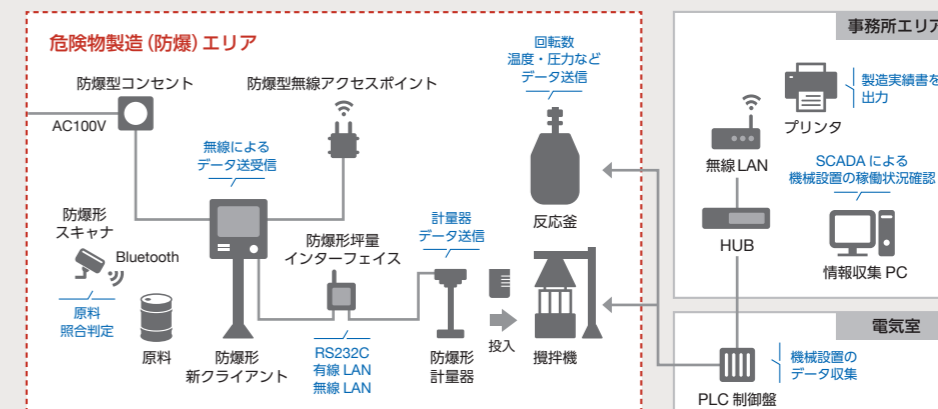 危険物製造（防爆）エリア
防爆型コンセント
AC100V
防爆型無線アクセスポイント
回転数
温度・圧力など
データ送信
無線による
データ送受信
防爆形
スキャナ
Bluetooth
原料
照合判定
原料
防爆形
新クライアント
防爆形坪量
インターフェイス
RS232C
有線 LAN
無線 LAN
計量器
データ送信
防爆形
計量器
投入
反応釜
攪拌機
事務所エリア
製造実績書を
出力
プリンタ
無線 LAN
SCADA による
機械設置の稼働状況確認
HUB
情報収集 PC
電気室
機械設置の
データ収集
PLC 制御盤